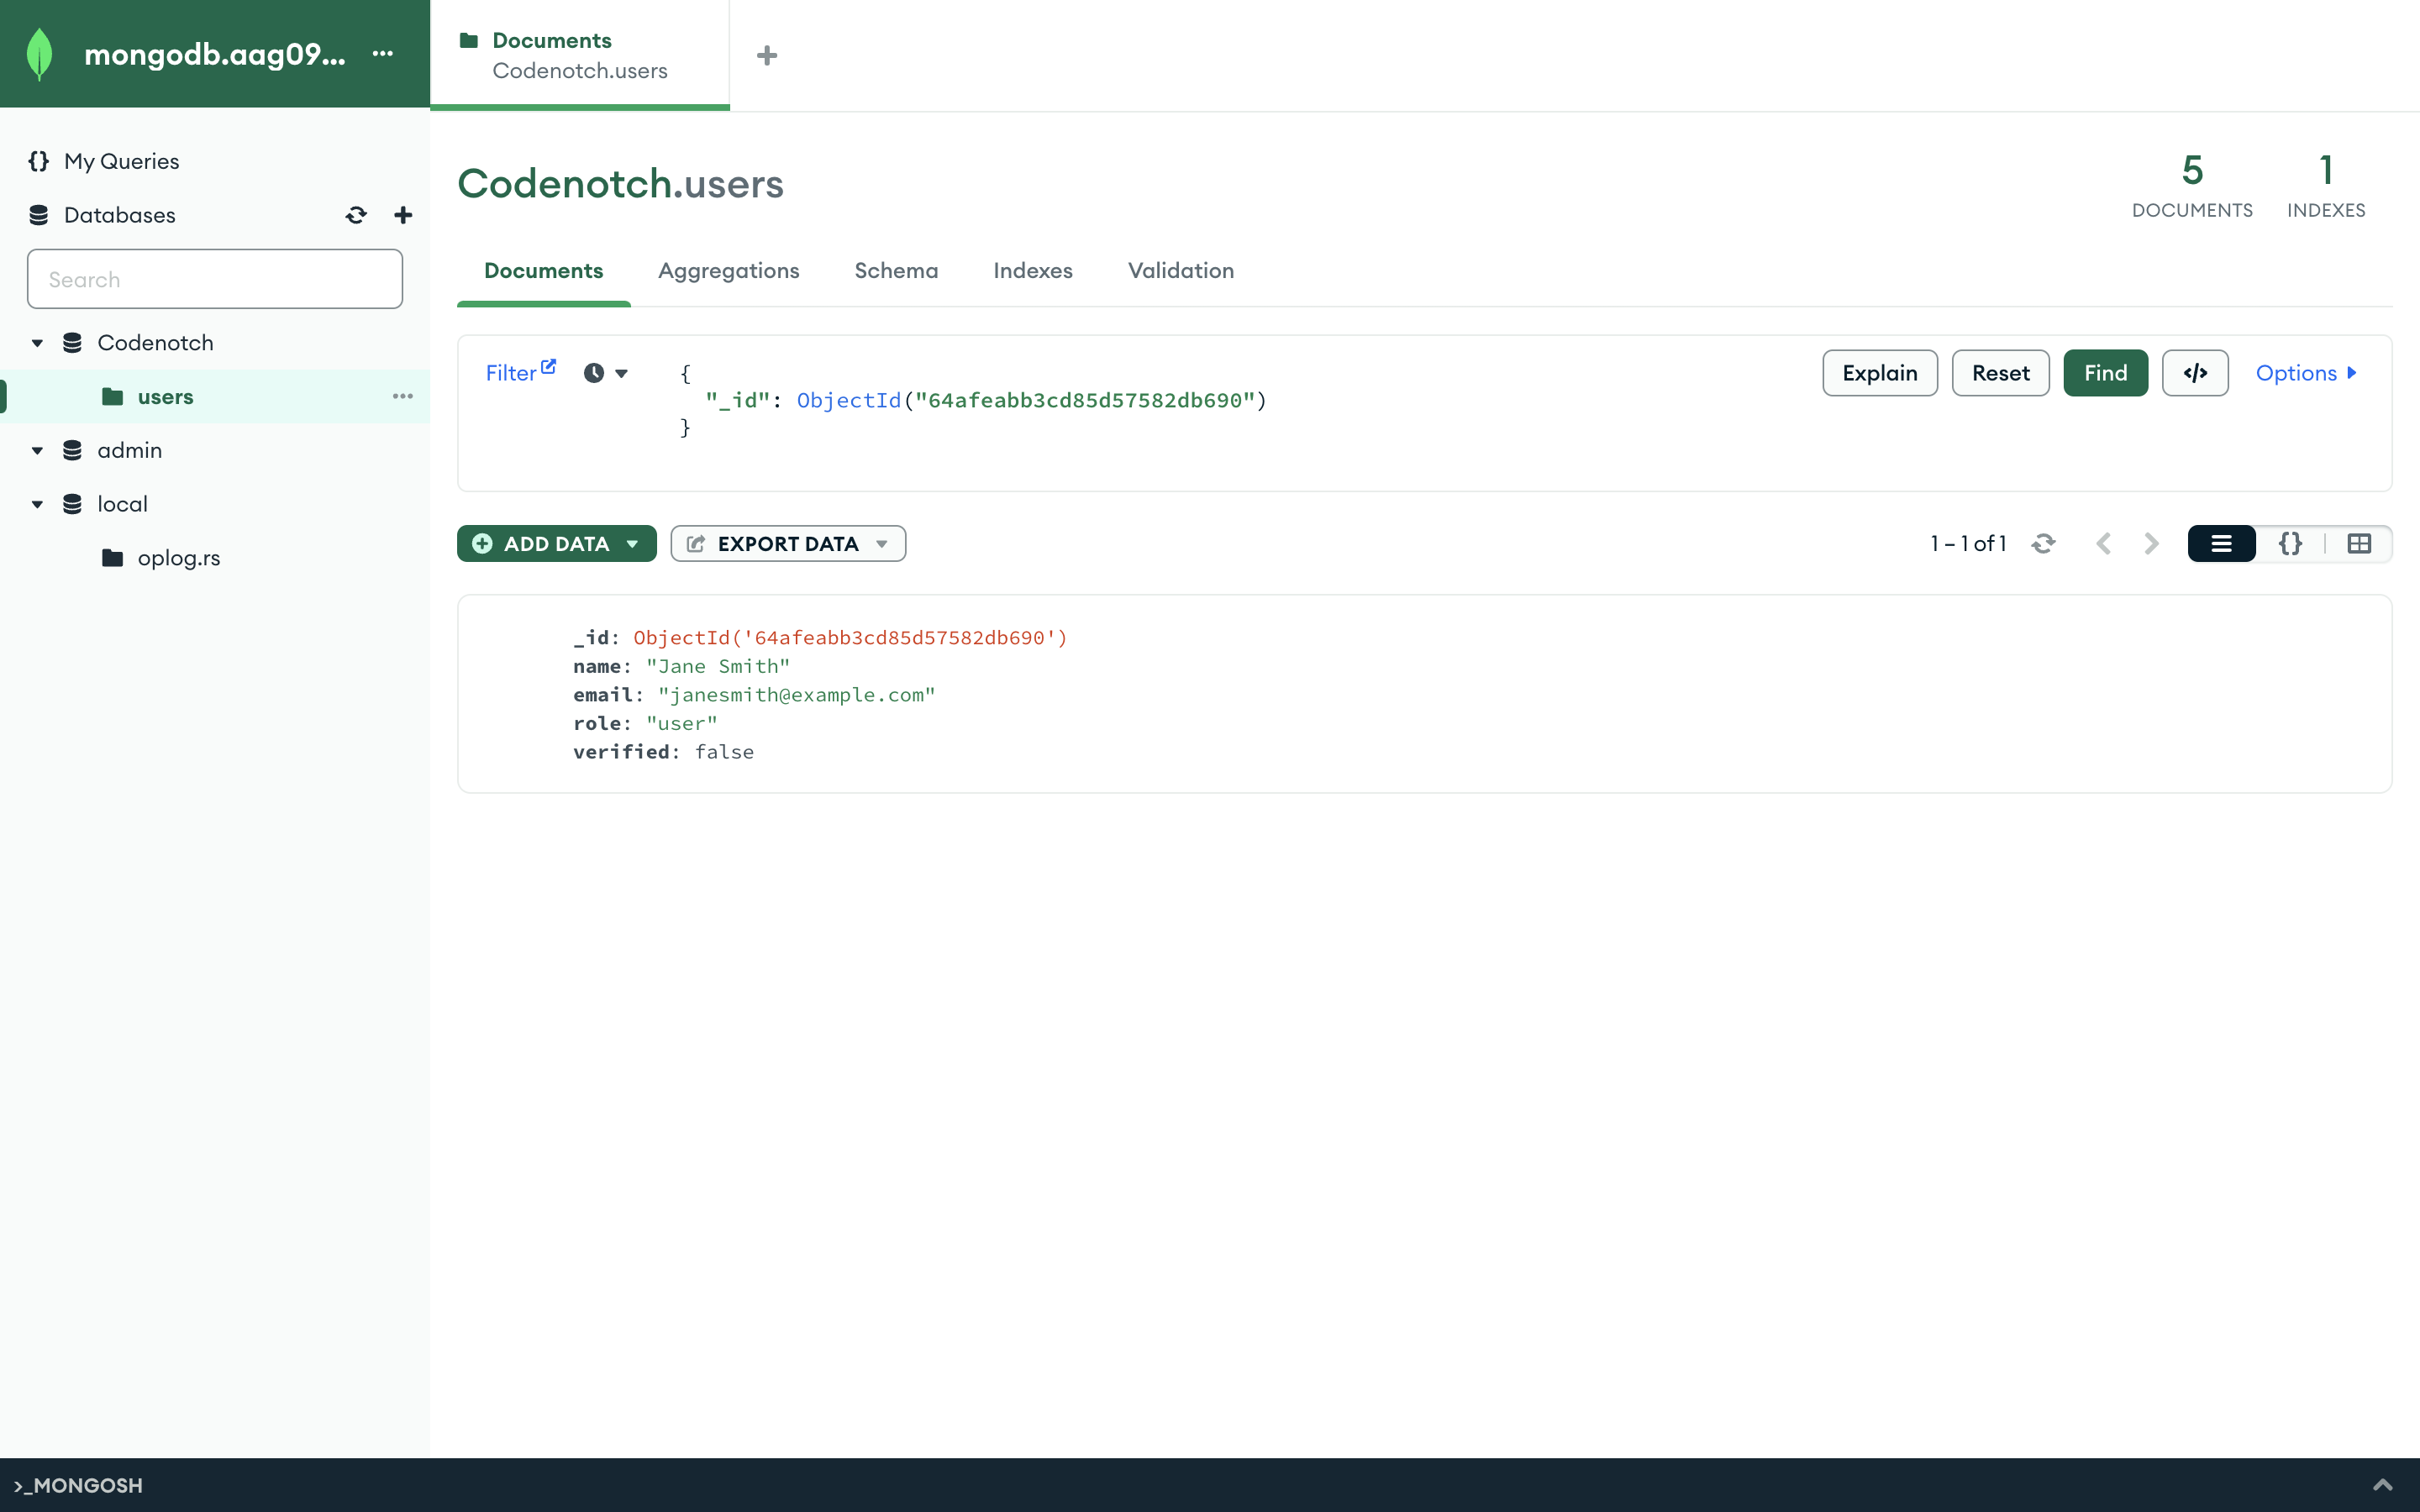 mongodb.aag09...
Documents
Codenotch.users
My Queries
Databases
Search
Codenotch
users
admin
local
oplog.rs
Codenotch.users
5
DOCUMENTS
1
INDEXES
Documents
Aggregations
Schema
Indexes
Validation
Filter
{
"_id": ObjectId("64afeabb3cd85d57582db690")
}
Explain
Reset
Find
</>
Options
ADD DATA
EXPORT DATA
1 – 1 of 1
{}
_id: ObjectId('64afeabb3cd85d57582db690')
name: "Jane Smith"
email: "janesmith@example.com"
role: "user"
verified: false
>_MONGOSH